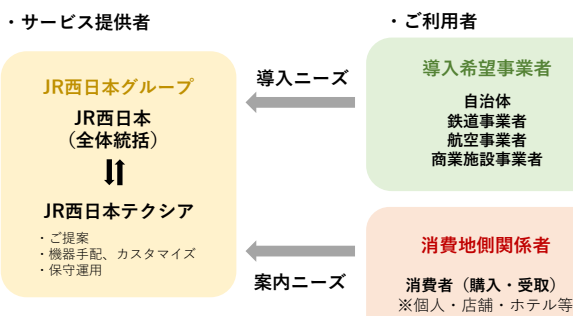 ・サービス提供者
JR西日本グループ
JR西日本
（全体統括）
JR西日本テクシア
・ご提案
・機器手配、カスタマイズ
・保守運用
導入ニーズ
案内ニーズ
・ご利用者
導入希望事業者
自治体
鉄道事業者
航空事業者
商業施設事業者
消費地側関係者
消費者（購入・受取）
※個人・店舗・ホテル等